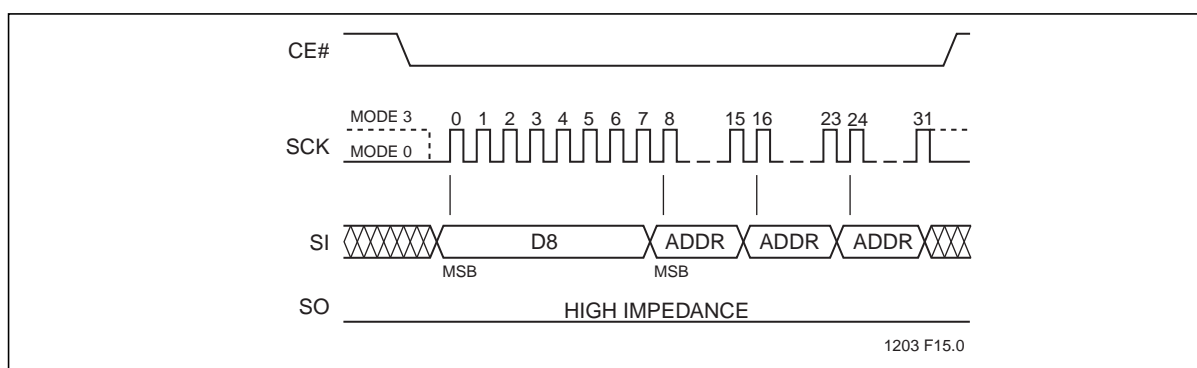 CE#
MODE 3
0 1 2 3 4 5 6 7 8 15 16 23 24 31
SCK
MODE 0
SI
D8 ADDR ADDR ADDR
MSB MSB
SO
HIGH IMPEDANCE
1203 F15.0